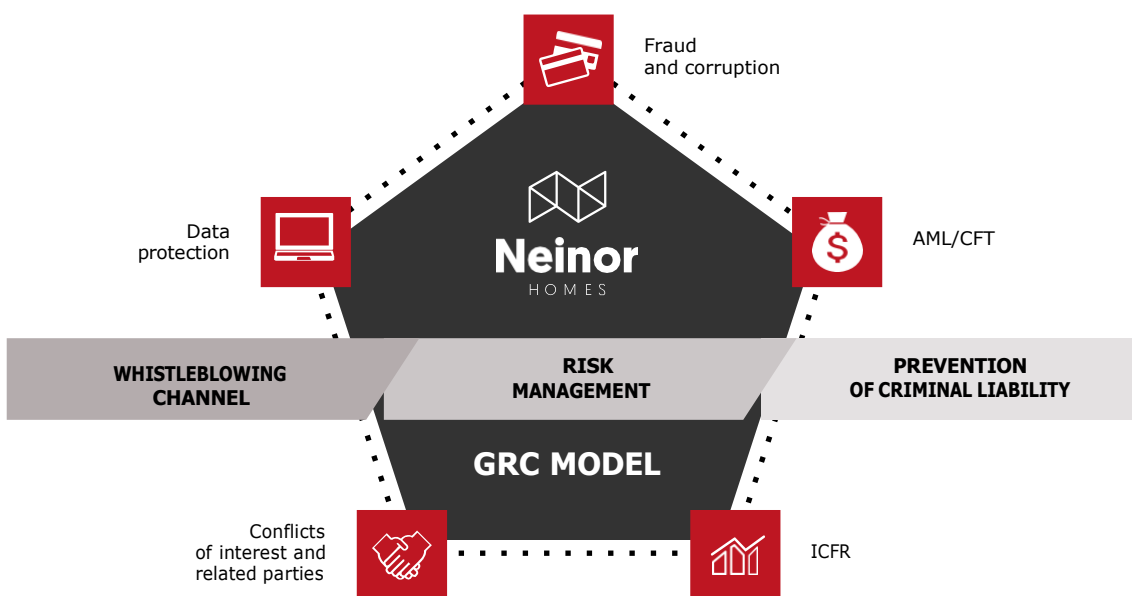 Fraud
and corruption
Data
protection
Neinor
HOMES
$
AML/CFT
WHISTLEBLOWING
CHANNEL
RISK
MANAGEMENT
PREVENTION
OF CRIMINAL LIABILITY
GRC MODEL
Conflicts
of interest and
related parties
ICFR